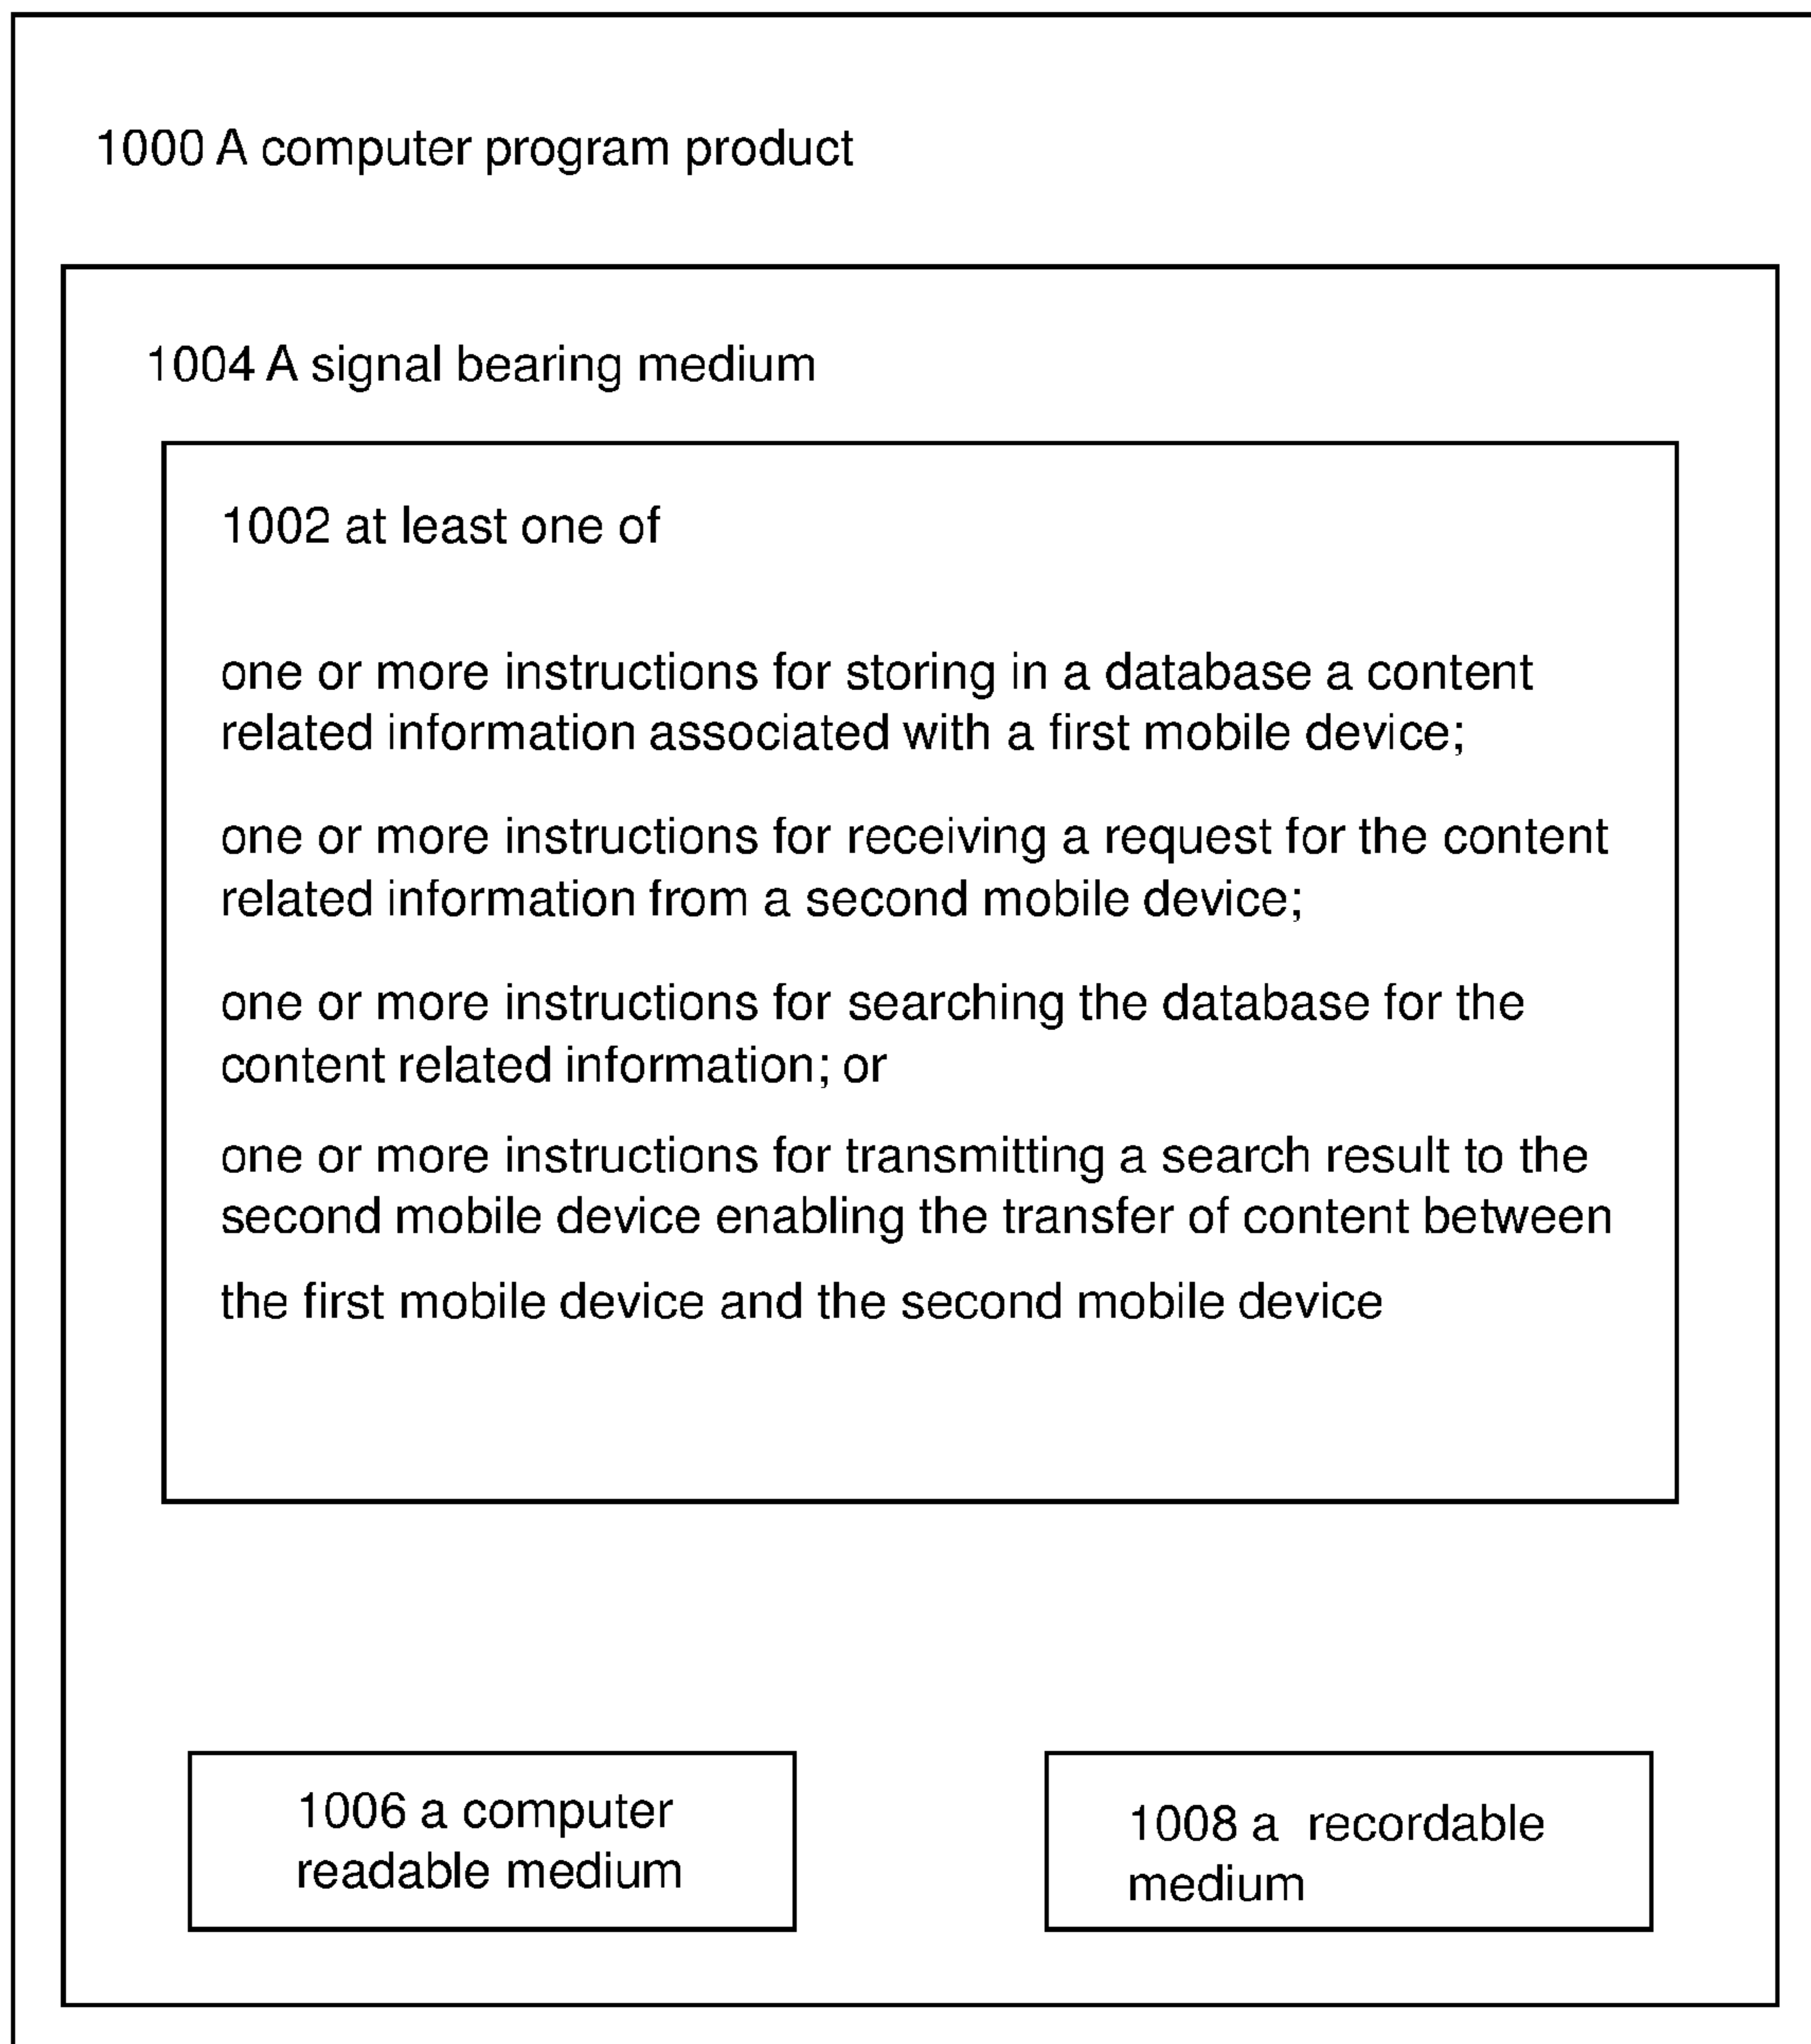 1000 A computer program product
1004 A signal bearing medium
1002 at least one of
one or more instructions for storing in a database a content
related information associated with a first mobile device;
one or more instructions for receiving a request for the content
related information from a second mobile device;
one or more instructions for searching the database for the
content related information; or
one or more instructions for transmitting a search result to the
second mobile device enabling the transfer of content between
the first mobile device and the second mobile device
1006 a computer
readable medium
1008 a recordable
medium